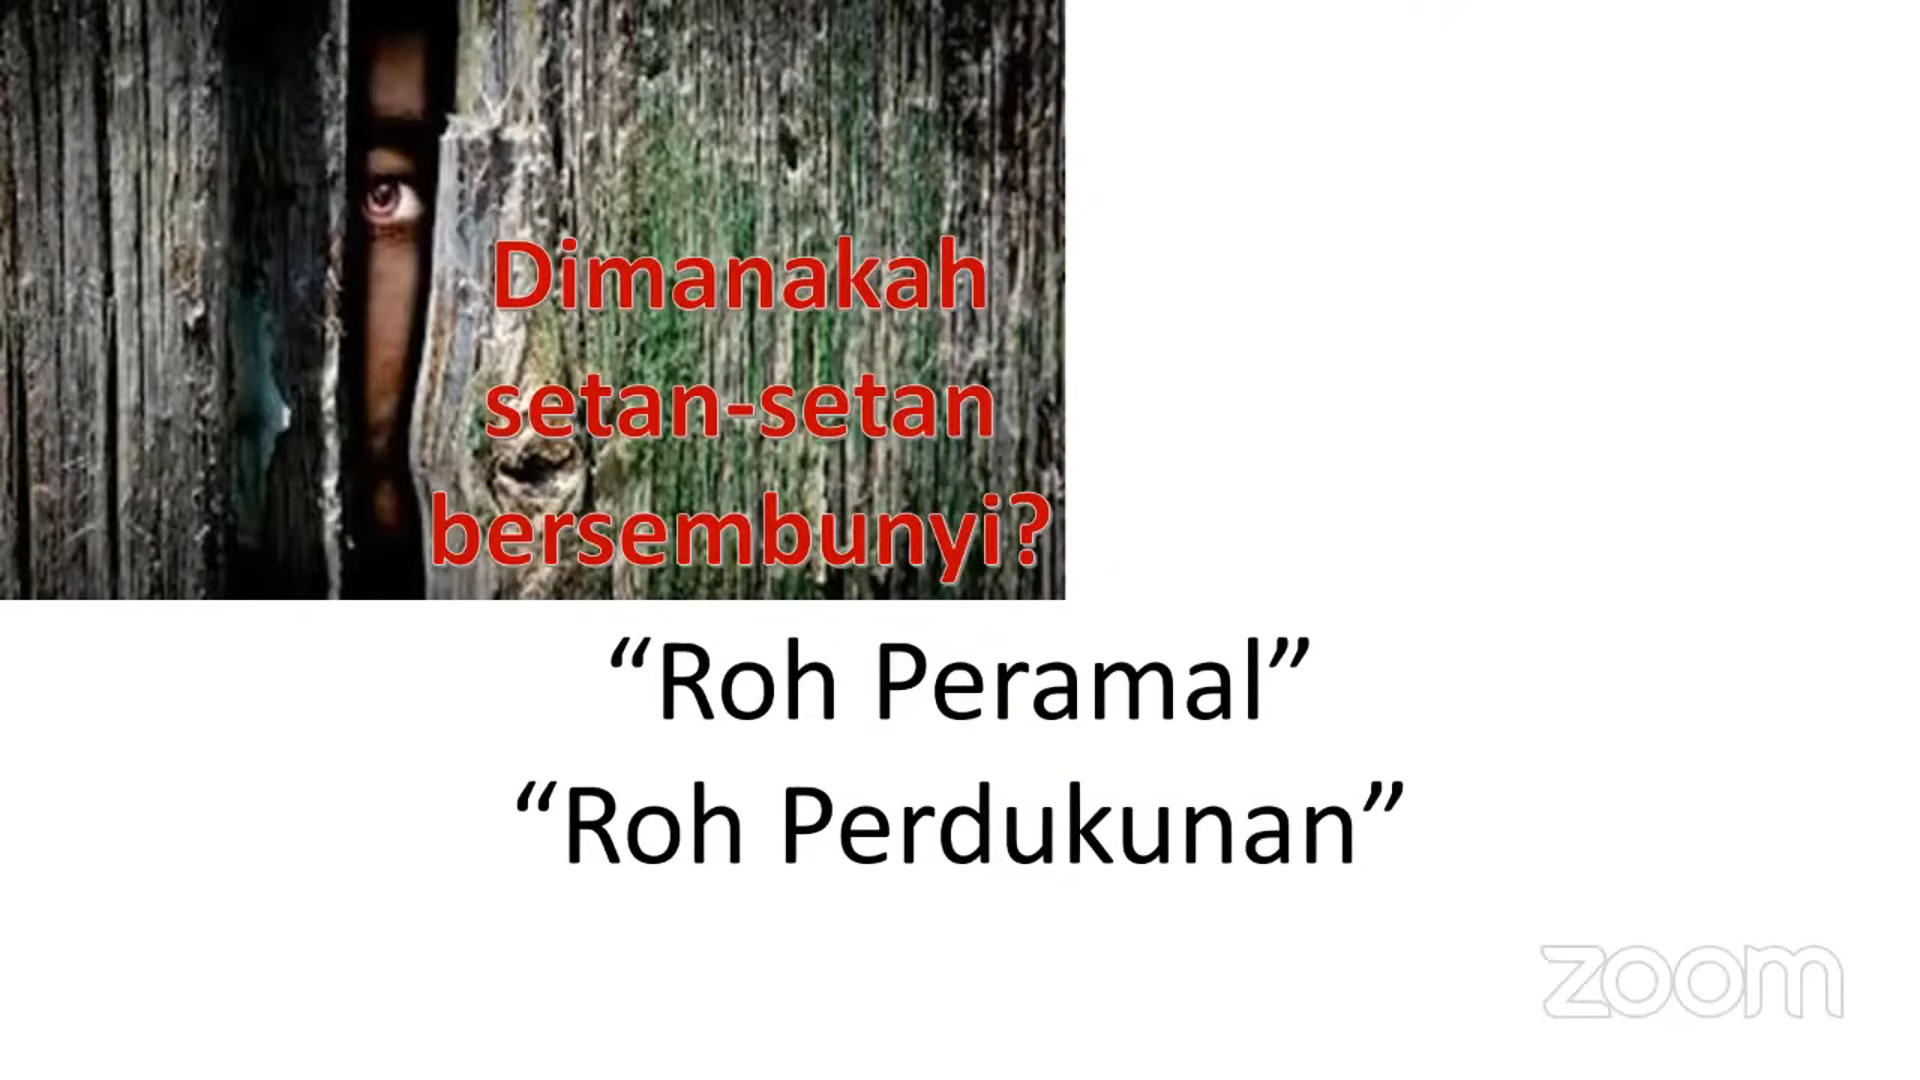 Dimanakah
setan-setan
bersembunyi?
“Roh Peramal”
“Roh Perdukunan”
zoom